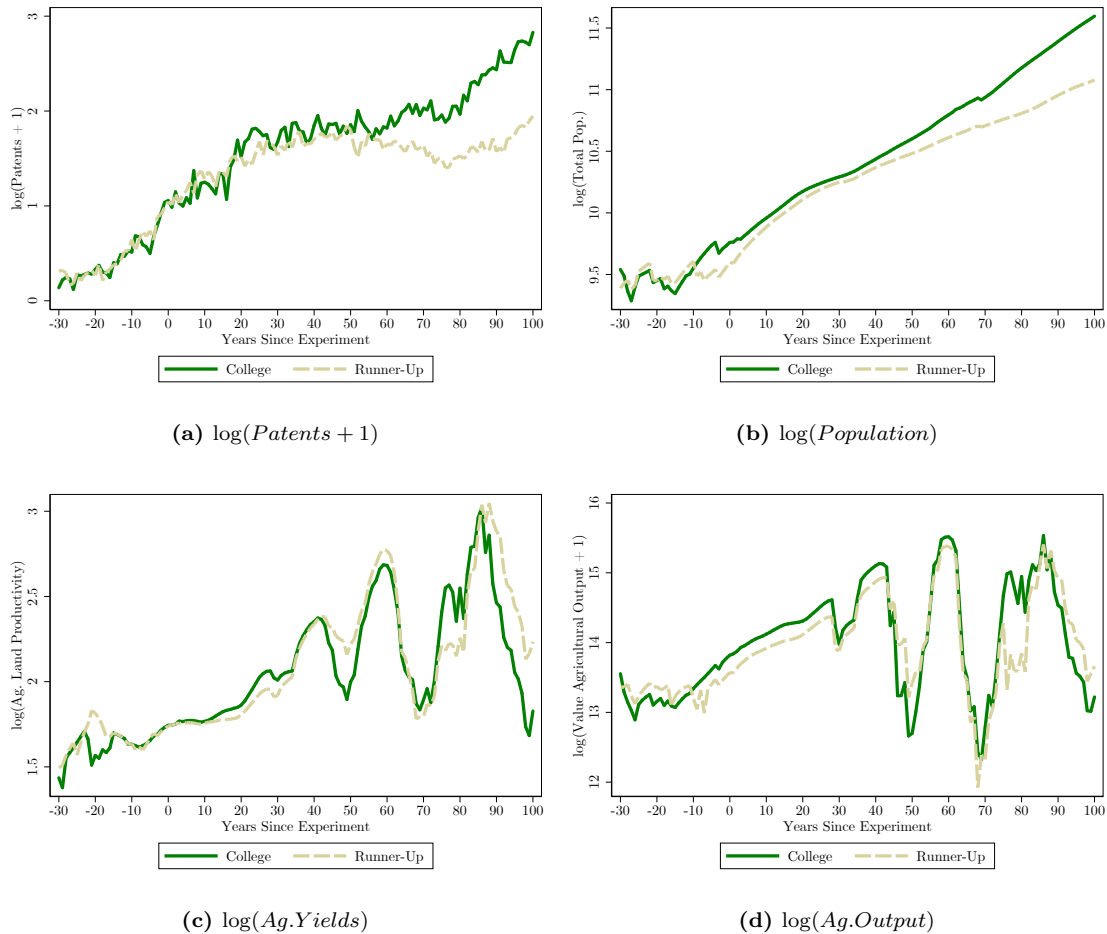 log(Patents + 1)
3
2
1
0
-30 -20 -10 0 10 20 30 40 50 60 70 80 90 100
Years Since Experiment
College Runner-Up
(a) log(Patents + 1)
log(Total Pop.)
11.5
11
10.5
10
9.5
-30 -20 -10 0 10 20 30 40 50 60 70 80 90 100
Years Since Experiment
College Runner-Up
(b) log(Population)
log(Ag. Land Productivity)
3
2.5
2
1.5
-30 -20 -10 0 10 20 30 40 50 60 70 80 90 100
Years Since Experiment
College Runner-Up
(c) log(Ag.Yields)
log(Value Agricultural Output + 1)
16
15
14
13
12
-30 -20 -10 0 10 20 30 40 50 60 70 80 90 100
Years Since Experiment
College Runner-Up
(d) log(Ag.Output)